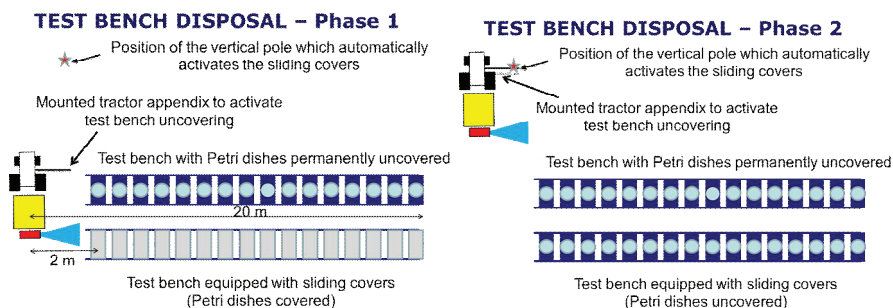 TEST BENCH DISPOSAL – Phase 1
Position of the vertical pole which automatically
activates the sliding covers
Mounted tractor appendix to activate
test bench uncovering
Test bench with Petri dishes permanently uncovered
20 m
2 m
Test bench equipped with sliding covers
(Petri dishes covered)
TEST BENCH DISPOSAL – Phase 2
Position of the vertical pole which automatically
activates the sliding covers
Mounted tractor appendix to activate
test bench uncovering
Test bench with Petri dishes permanently uncovered
Test bench equipped with sliding covers
(Petri dishes uncovered)